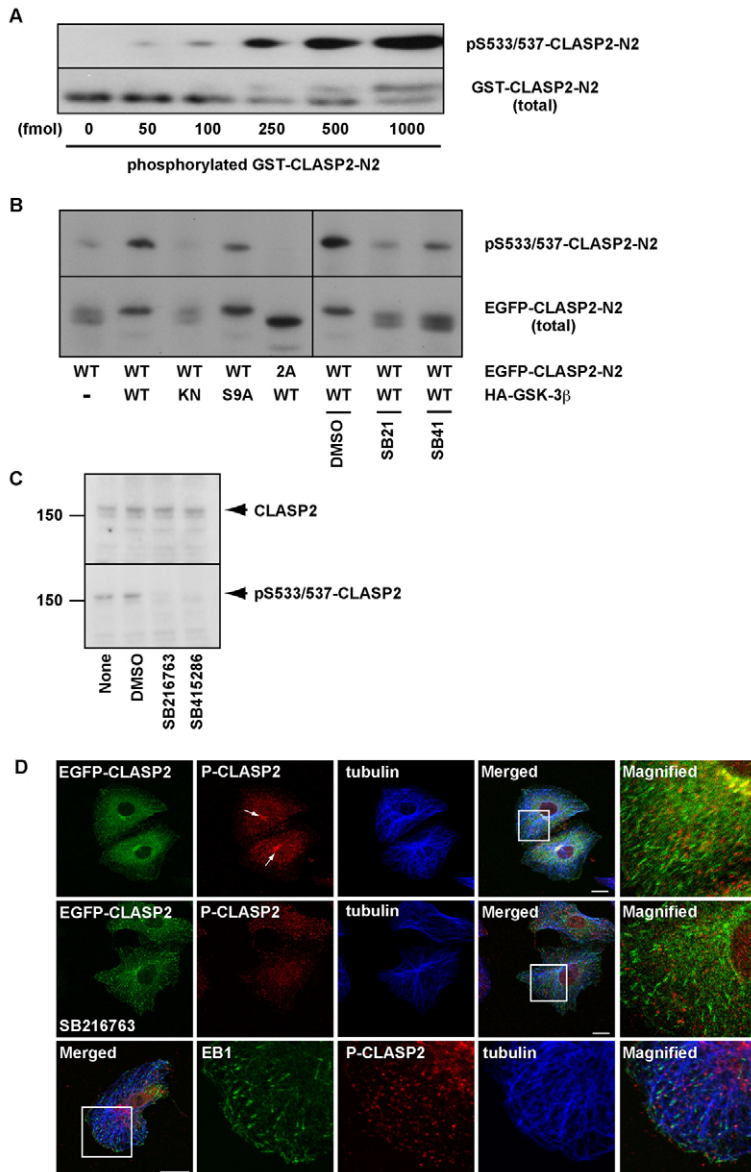 A
pS533/537-CLASP2-N2
GST-CLASP2-N2
(total)
(fmol) 0 50 100 250 500 1000
phosphorylated GST-CLASP2-N2
B
pS533/537-CLASP2-N2
EGFP-CLASP2-N2
(total)
WT WT WT WT 2A WT WT WT EGFP-CLASP2-N2
- WT KN S9A WT WT WT WT HA-GSK-3β
DMSO SB21 SB41
C
150 CLASP2
150 pS533/537-CLASP2
None DMSO SB216763 SB415286
D
EGFP-CLASP2 P-CLASP2 tubulin Merged Magnified
EGFP-CLASP2 P-CLASP2 tubulin Merged Magnified
SB216763
Merged EB1 P-CLASP2 tubulin Magnified